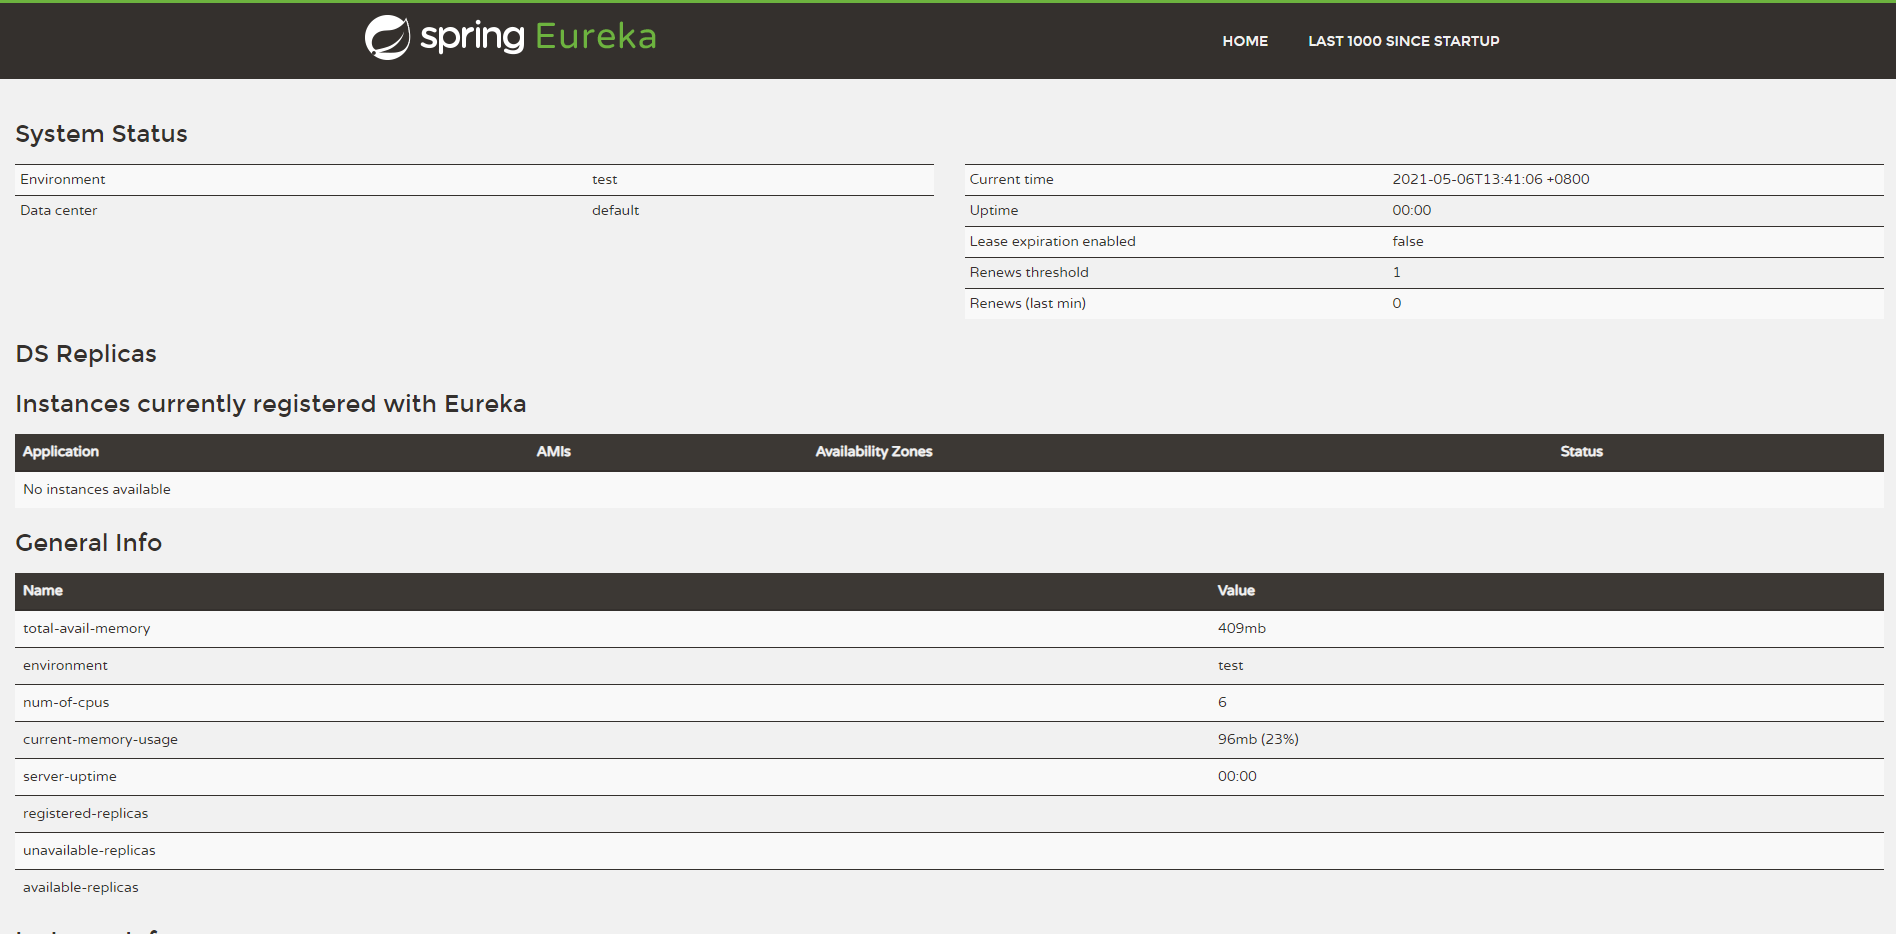 spring Eureka
HOME LAST 1000 SINCE STARTUP
System Status
Environment test
Data center default
Current time 2021-05-06T13:41:06 +0800
Uptime 00:00
Lease expiration enabled false
Renews threshold 1
Renews (last min) 0
DS Replicas
Instances currently registered with Eureka
Application AMIs Availability Zones Status
No instances available
General Info
Name Value
total-avail-memory 409mb
environment test
num-of-cpus 6
current-memory-usage 96mb (23%)
server-uptime 00:00
registered-replicas
unavailable-replicas
available-replicas